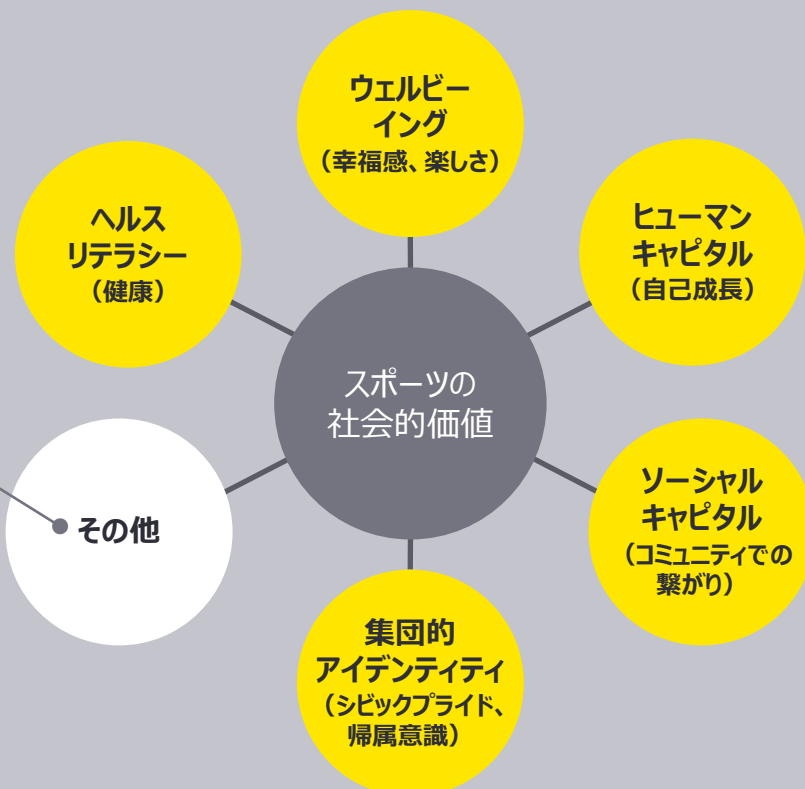 ウェルビー
イング
（幸福感、楽しさ）
ヘルス
リテラシー
（健康）
ヒューマン
キャピタル
（自己成長）
スポーツの
社会的価値
その他
ソーシャル
キャピタル
（コミュニティでの
繋がり）
集団的
アイデンティティ
（シビックプライド、
帰属意識）